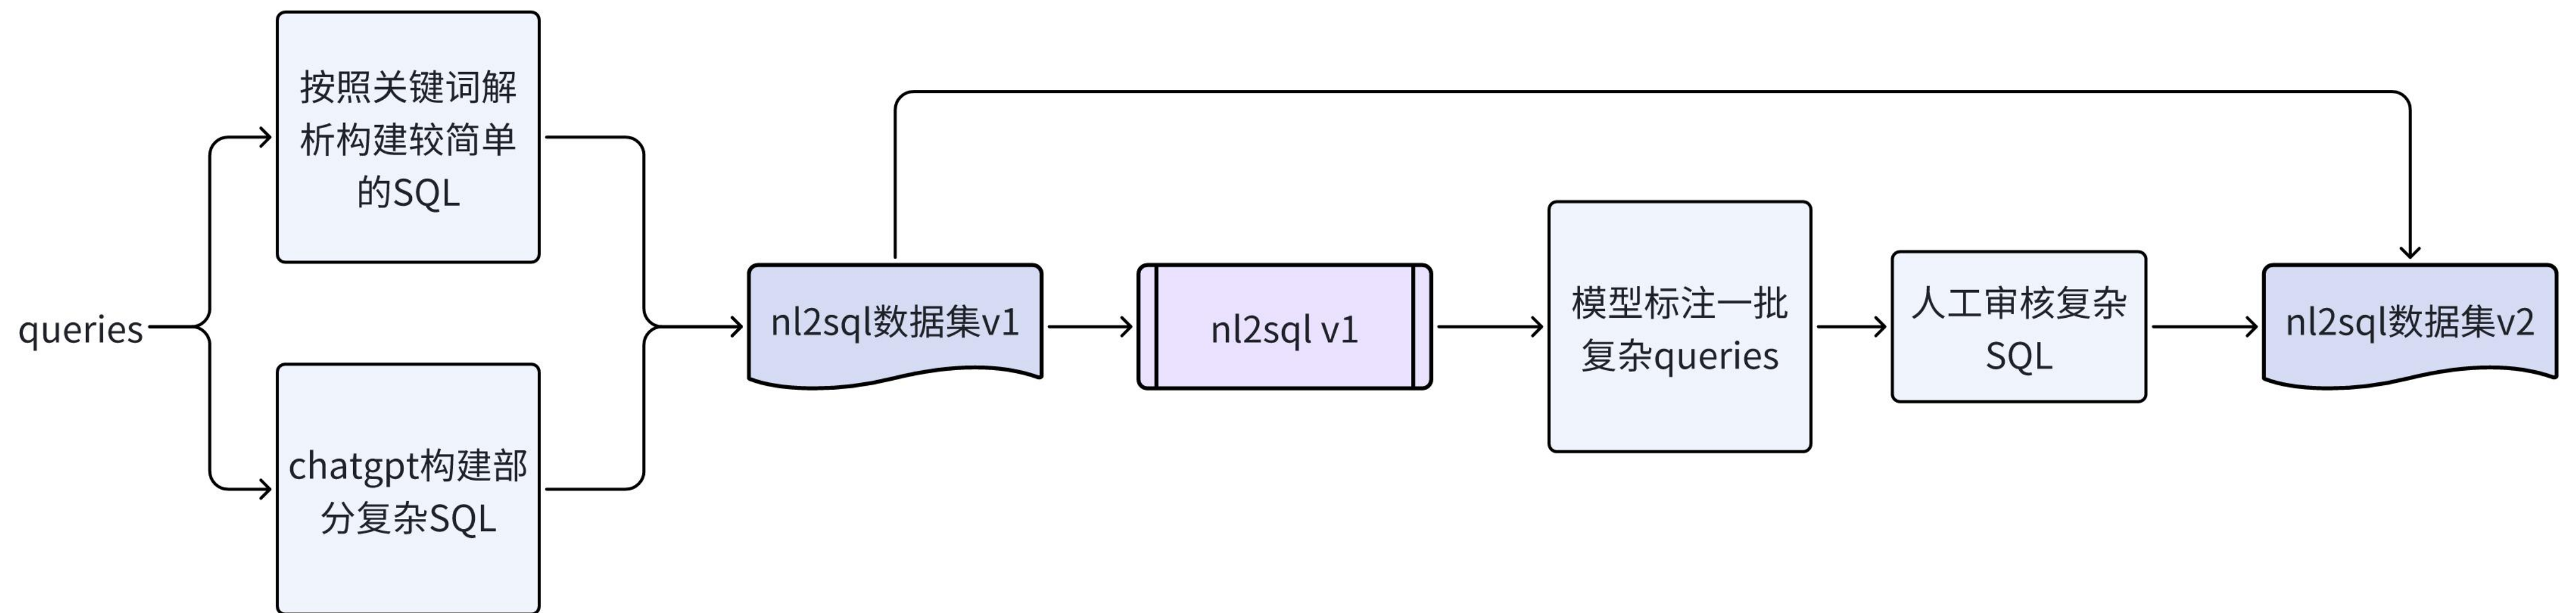 按照关键词解
析构建较简单
的SQL
queries
chatgpt构建部
分复杂SQL
nl2sql数据集v1
nl2sql v1
模型标注一批
复杂queries
人工审核复杂
SQL
nl2sql数据集v2